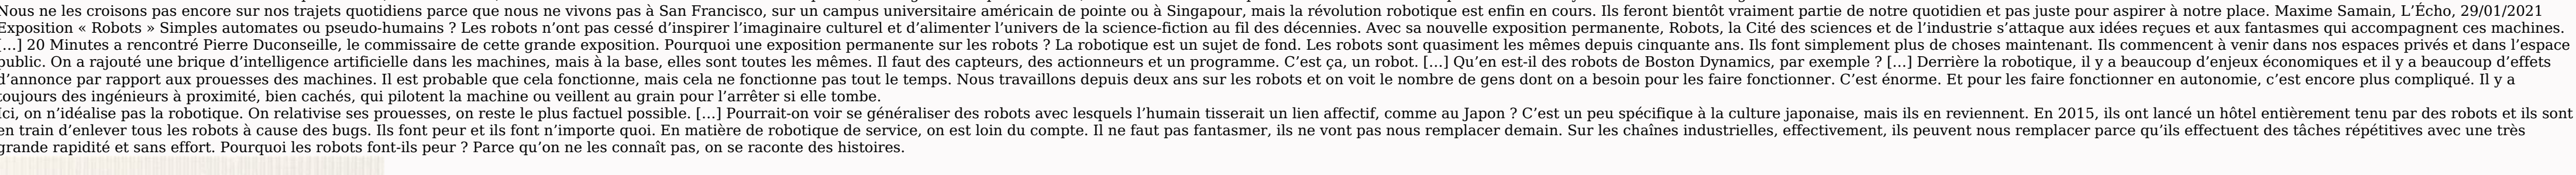 Nous ne les croisons pas encore sur nos trajets quotidiens parce que nous ne vivons pas à San Francisco, sur un campus universitaire américain de pointe ou à Singapour, mais la révolution robotique est enfin en cours. Ils feront bientôt vraiment partie de notre quotidien et pas juste pour aspirer à notre place. Maxime Samain, L’Écho, 29/01/2021
Exposition « Robots » Simples automates ou pseudo-humains ? Les robots n’ont pas cessé d’inspirer l’imaginaire culturel et d’alimenter l’univers de la science-fiction au fil des décennies. Avec sa nouvelle exposition permanente, Robots, la Cité des sciences et de l’industrie s’attaque aux idées reçues et aux fantasmes qui accompagnent ces machines.
[…] 20 Minutes a rencontré Pierre Duconseille, le commissaire de cette grande exposition. Pourquoi une exposition permanente sur les robots ? La robotique est un sujet de fond. Les robots sont quasiment les mêmes depuis cinquante ans. Ils font simplement plus de choses maintenant. Ils commencent à venir dans nos espaces privés et dans l’espace
public. On a rajouté une brique d’intelligence artificielle dans les machines, mais à la base, elles sont toutes les mêmes. Il faut des capteurs, des actionneurs et un programme. C’est ça, un robot. […] Qu’en est-il des robots de Boston Dynamics, par exemple ? […] Derrière la robotique, il y a beaucoup d’enjeux économiques et il y a beaucoup d’effets
d’annonce par rapport aux prouesses des machines. Il est probable que cela fonctionne, mais cela ne fonctionne pas tout le temps. Nous travaillons depuis deux ans sur les robots et on voit le nombre de gens dont on a besoin pour les faire fonctionner. C’est énorme. Et pour les faire fonctionner en autonomie, c’est encore plus compliqué. Il y a
toujours des ingénieurs à proximité, bien cachés, qui pilotent la machine ou veillent au grain pour l’arrêter si elle tombe.
Ici, on n’idéalise pas la robotique. On relativise ses prouesses, on reste le plus factuel possible. […] Pourrait-on voir se généraliser des robots avec lesquels l’humain tisserait un lien affectif, comme au Japon ? C’est un peu spécifique à la culture japonaise, mais ils en reviennent. En 2015, ils ont lancé un hôtel entièrement tenu par des robots et ils sont
en train d’enlever tous les robots à cause des bugs. Ils font peur et ils font n’importe quoi. En matière de robotique de service, on est loin du compte. Il ne faut pas fantasmer, ils ne vont pas nous remplacer demain. Sur les chaînes industrielles, effectivement, ils peuvent nous remplacer parce qu’ils effectuent des tâches répétitives avec une très
grande rapidité et sans effort. Pourquoi les robots font-ils peur ? Parce qu’on ne les connaît pas, on se raconte des histoires.